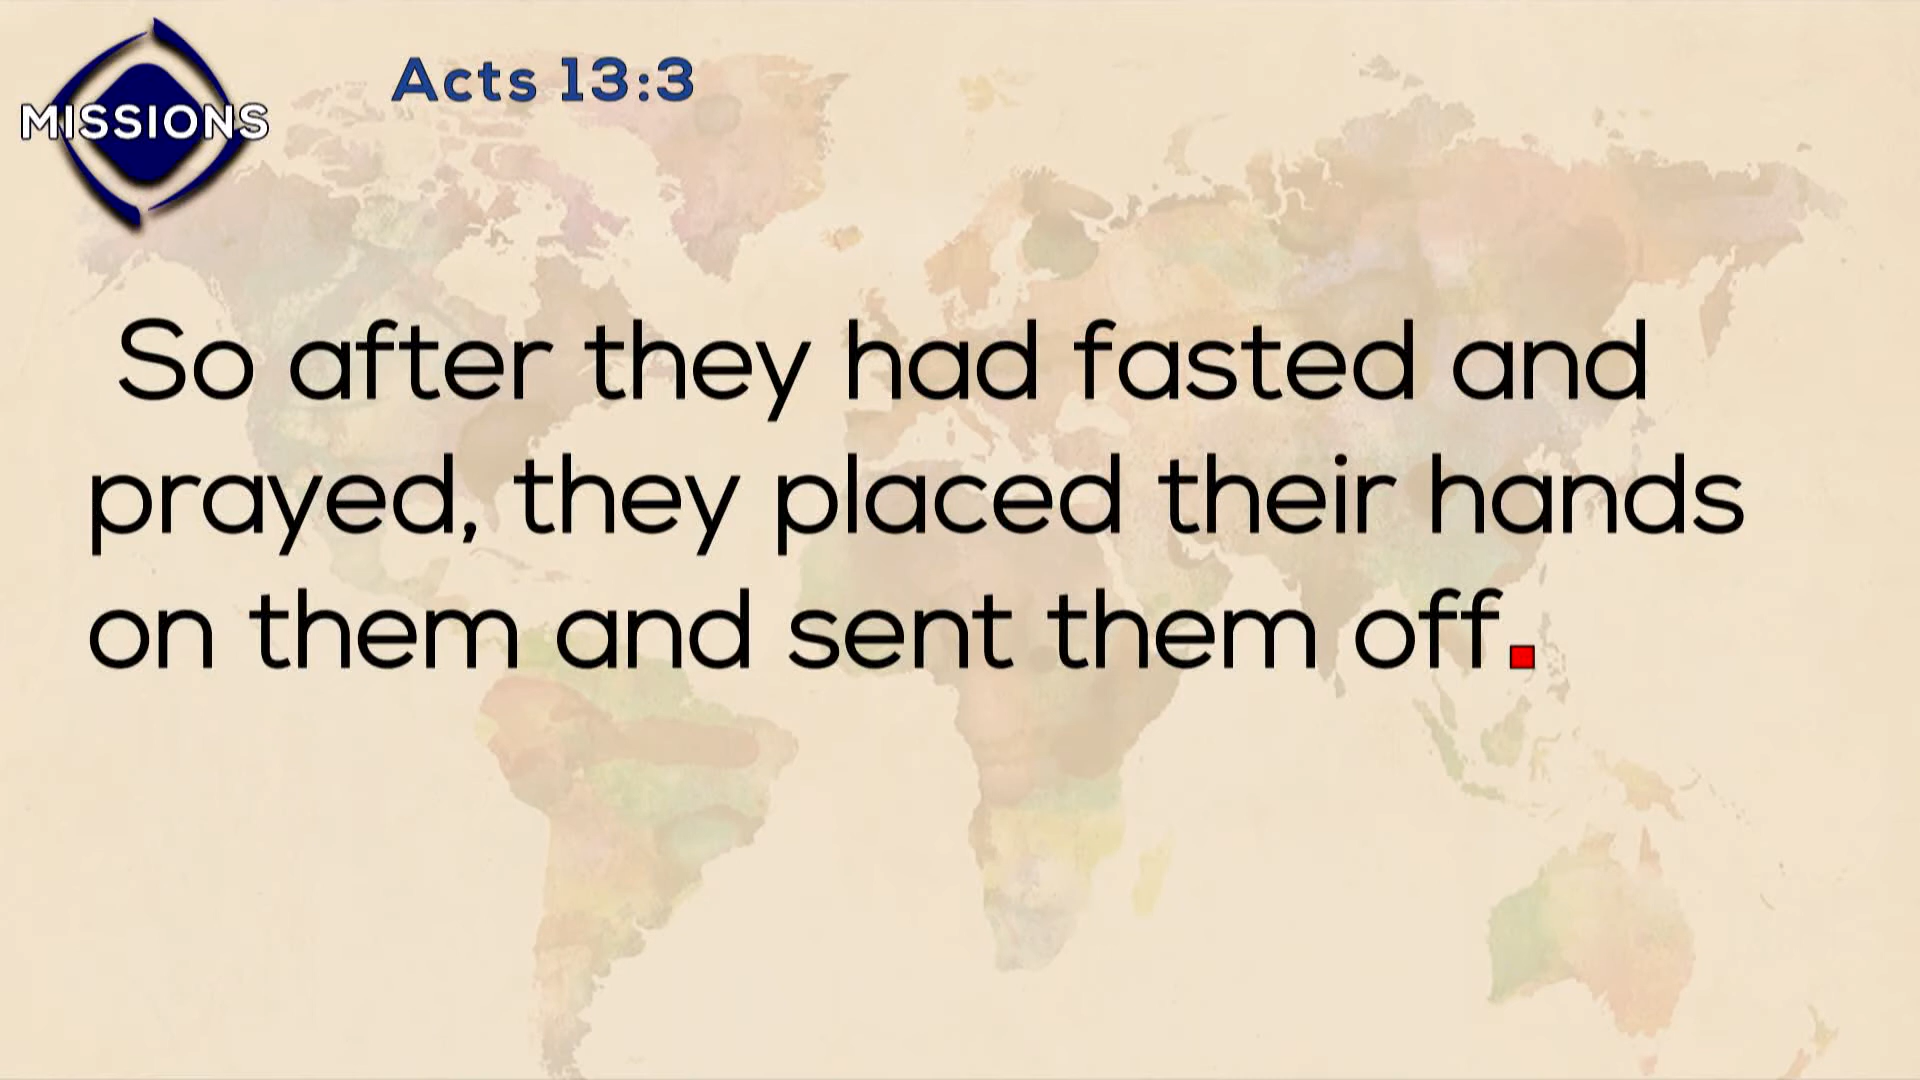 MISSIONS
Acts 13:3
So after they had fasted and
prayed, they placed their hands
on them and sent them off.